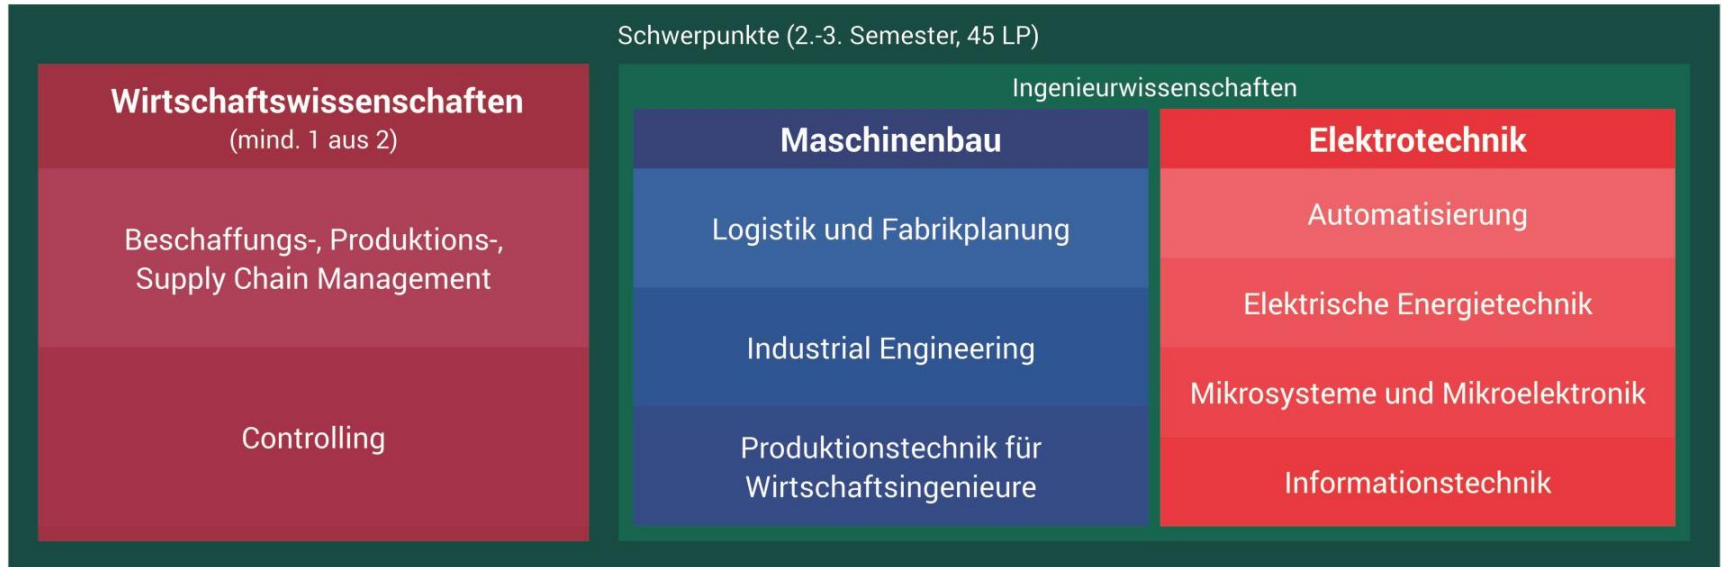 Schwerpunkte (2.-3. Semester, 45 LP)
Wirtschaftswissenschaften
(mind. 1 aus 2)
Beschaffungs-, Produktions-,
Supply Chain Management
Controlling
Ingenieurwissenschaften
Maschinenbau
Logistik und Fabrikplanung
Industrial Engineering
Produktionstechnik für
Wirtschaftsingenieure
Elektrotechnik
Automatisierung
Elektrische Energietechnik
Mikrosysteme und Mikroelektronik
Informationstechnik